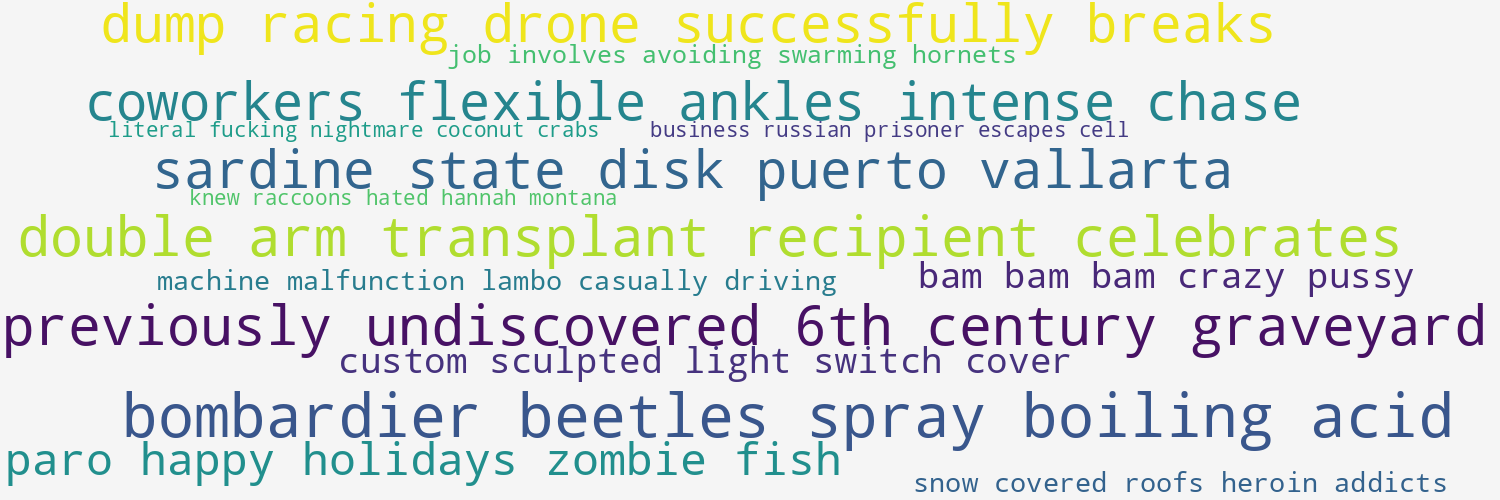 dump racing drone successfully breaks
job involves avoiding swarming hornets
coworkers flexible ankles intense chase
literal fucking nightmare coconut crabs
business russian prisoner escapes cell
sardine state disk puerto vallarta
knew raccoons hated hannah montana
double arm transplant recipient celebrates
machine malfunction lambo casually driving
bam bam bam crazy pussy
previously undiscovered 6th century graveyard
custom sculpted light switch cover
bombardier beetles spray boiling acid
paro happy holidays zombie fish
snow covered roofs heroin addicts